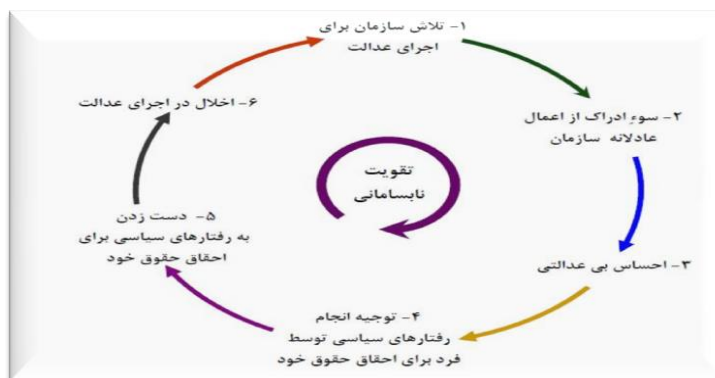 ۱- تلاش سازمان برای
اجرای عدالت
۲- سوءِ ادراک از اعمال
عادلانه سازمان
۳- احساس بی عدالتی
۴- توجیه انجام
رفتارهای سیاسی توسط
فرد برای احقاق حقوق خود
۵- دست زدن
به رفتارهای سیاسی برای
احقاق حقوق خود
۶- اخلال در اجرای عدالت
تقویت
نابسامانی